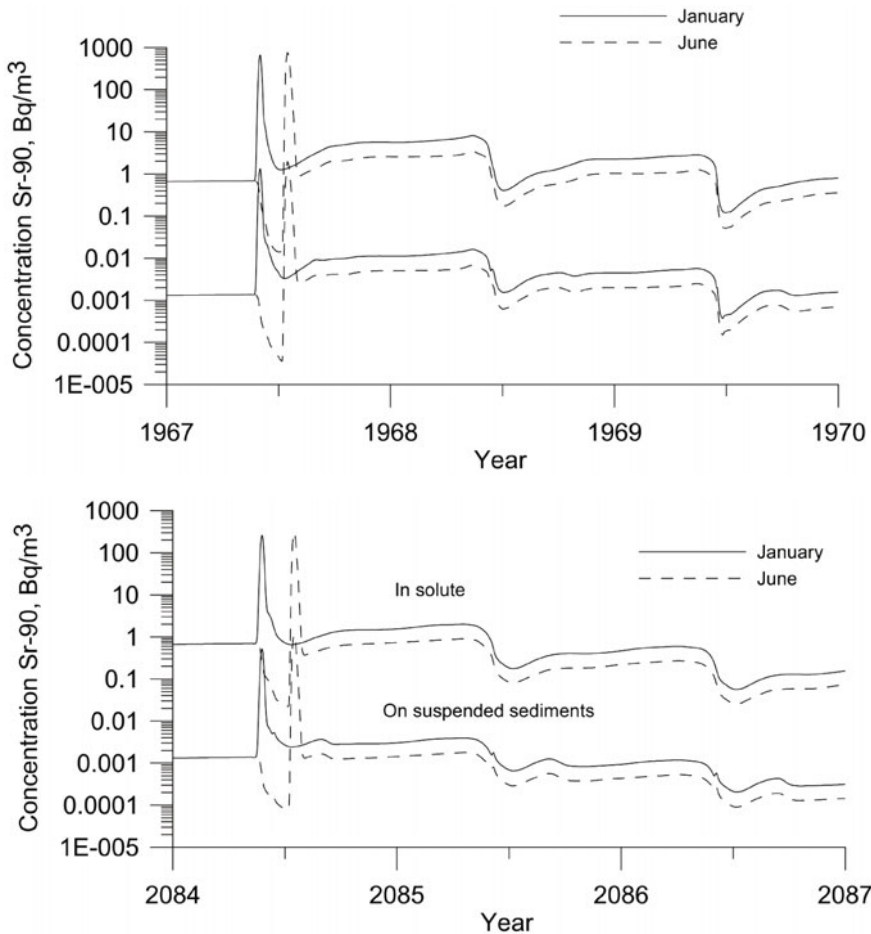 January
June
1000
100
10
1
0.1
0.01
0.001
0.0001
1E-005
Concentration Sr-90, Bq/m3
1967
1968
1969
1970
Year
1000
100
10
1
0.1
0.01
0.001
0.0001
1E-005
Concentration Sr-90, Bq/m3
January
June
In solute
On suspended sediments
2084
2085
2086
2087
Year